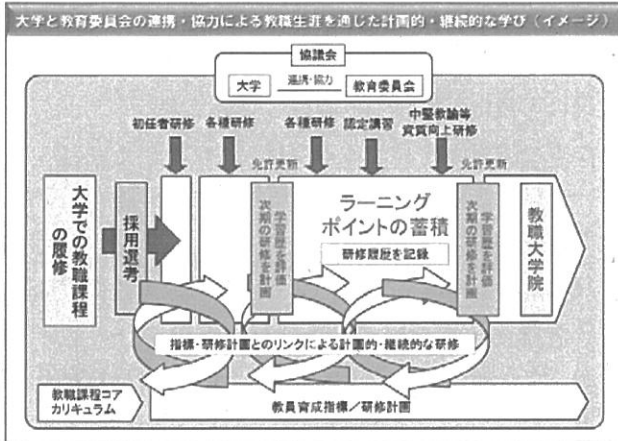 大学と教育委員会の連携・協力による教職生涯を通じた計画的・継続的な学び（イメージ）
協議会
大学
連携・協力
教育委員会
初任者研修
各種研修
各種研修
認定講習
中堅教諭等
資質向上研修
免許更新
免許更新
大学での教職課程
の履修
採用選考
学習歴を評価
次期の研修を計画
ラーニング
ポイントの蓄積
研修履歴を記録
学習歴を評価
次期の研修を計画
教職大学院
指標・研修計画とのリンクによる計画的・継続的な研修
教職課程コア
カリキュラム
教員育成指標／研修計画